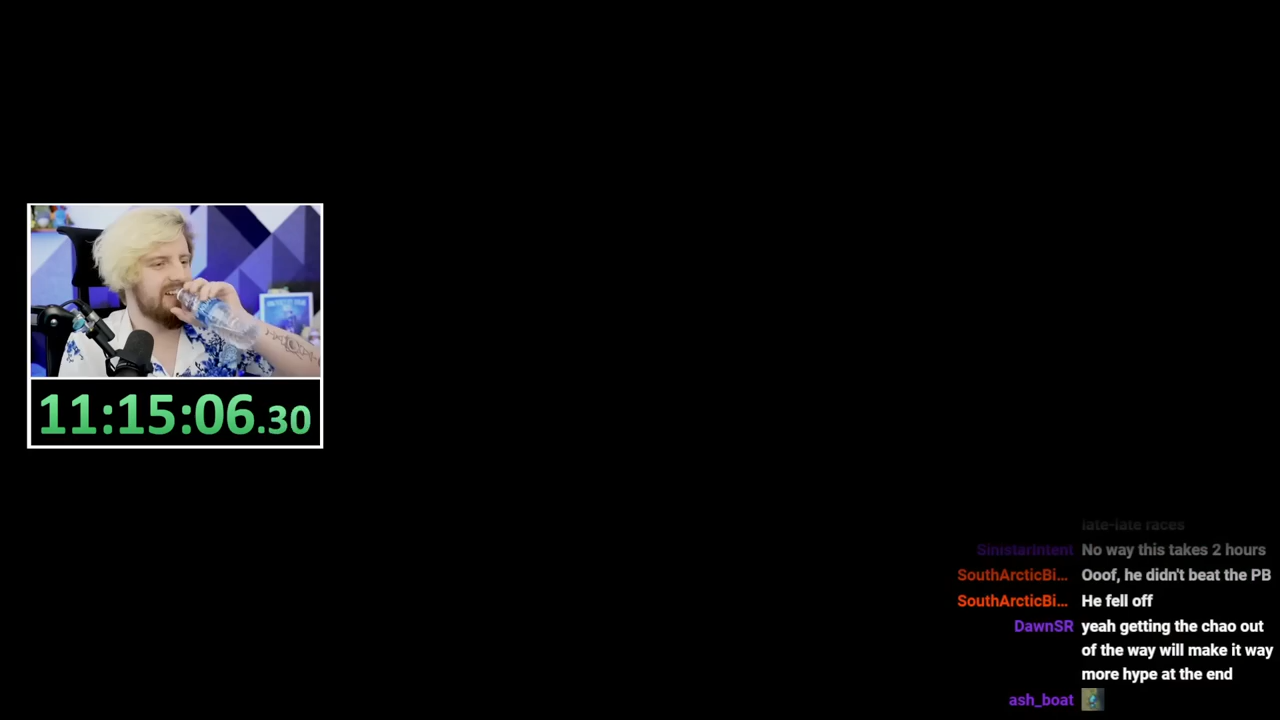 11:15:06.30
late-late races
SinistarIntent No way this takes 2 hours
SouthArcticBi... Ooof, he didn't beat the PB
SouthArcticBi... He fell off
DawnSR yeah getting the chao out
of the way will make it way
more hype at the end
ash_boat